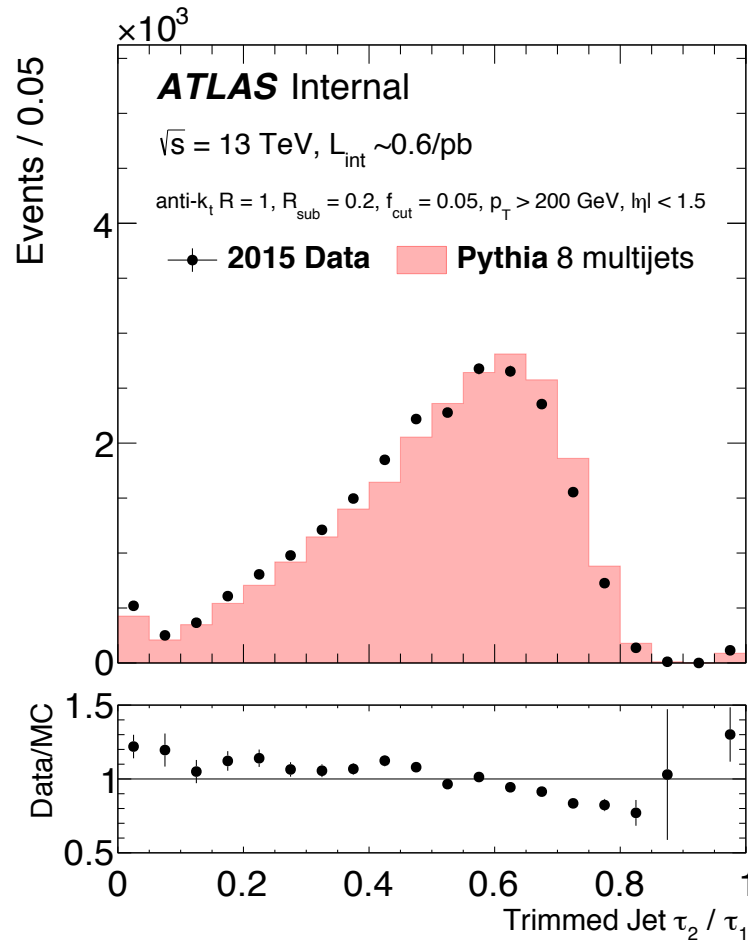 ×10³
Events / 0.05
ATLAS Internal
√s = 13 TeV, L_int ~0.6/pb
anti-k_t R = 1, R_sub = 0.2, f_cut = 0.05, p_T > 200 GeV, |η| < 1.5
2015 Data
Pythia 8 multijets
4
2
0
Data/MC
1.5
1
0.5
0 0.2 0.4 0.6 0.8 1
Trimmed Jet τ_2 / τ_1